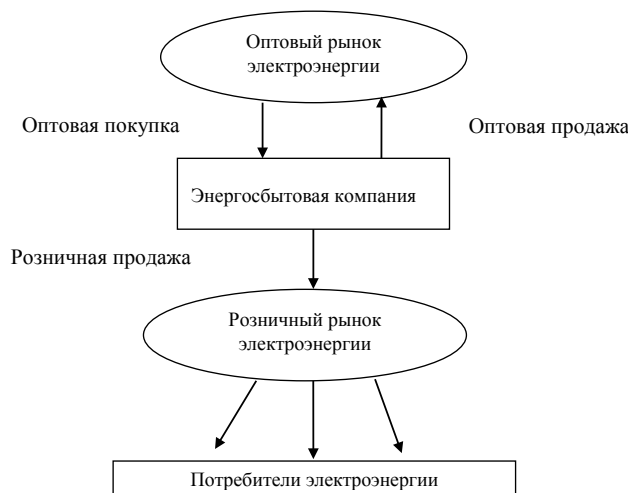 Оптовый рынок
электроэнергии
Оптовая покупка
Оптовая продажа
Энергосбытовая компания
Розничная продажа
Розничный рынок
электроэнергии
Потребители электроэнергии